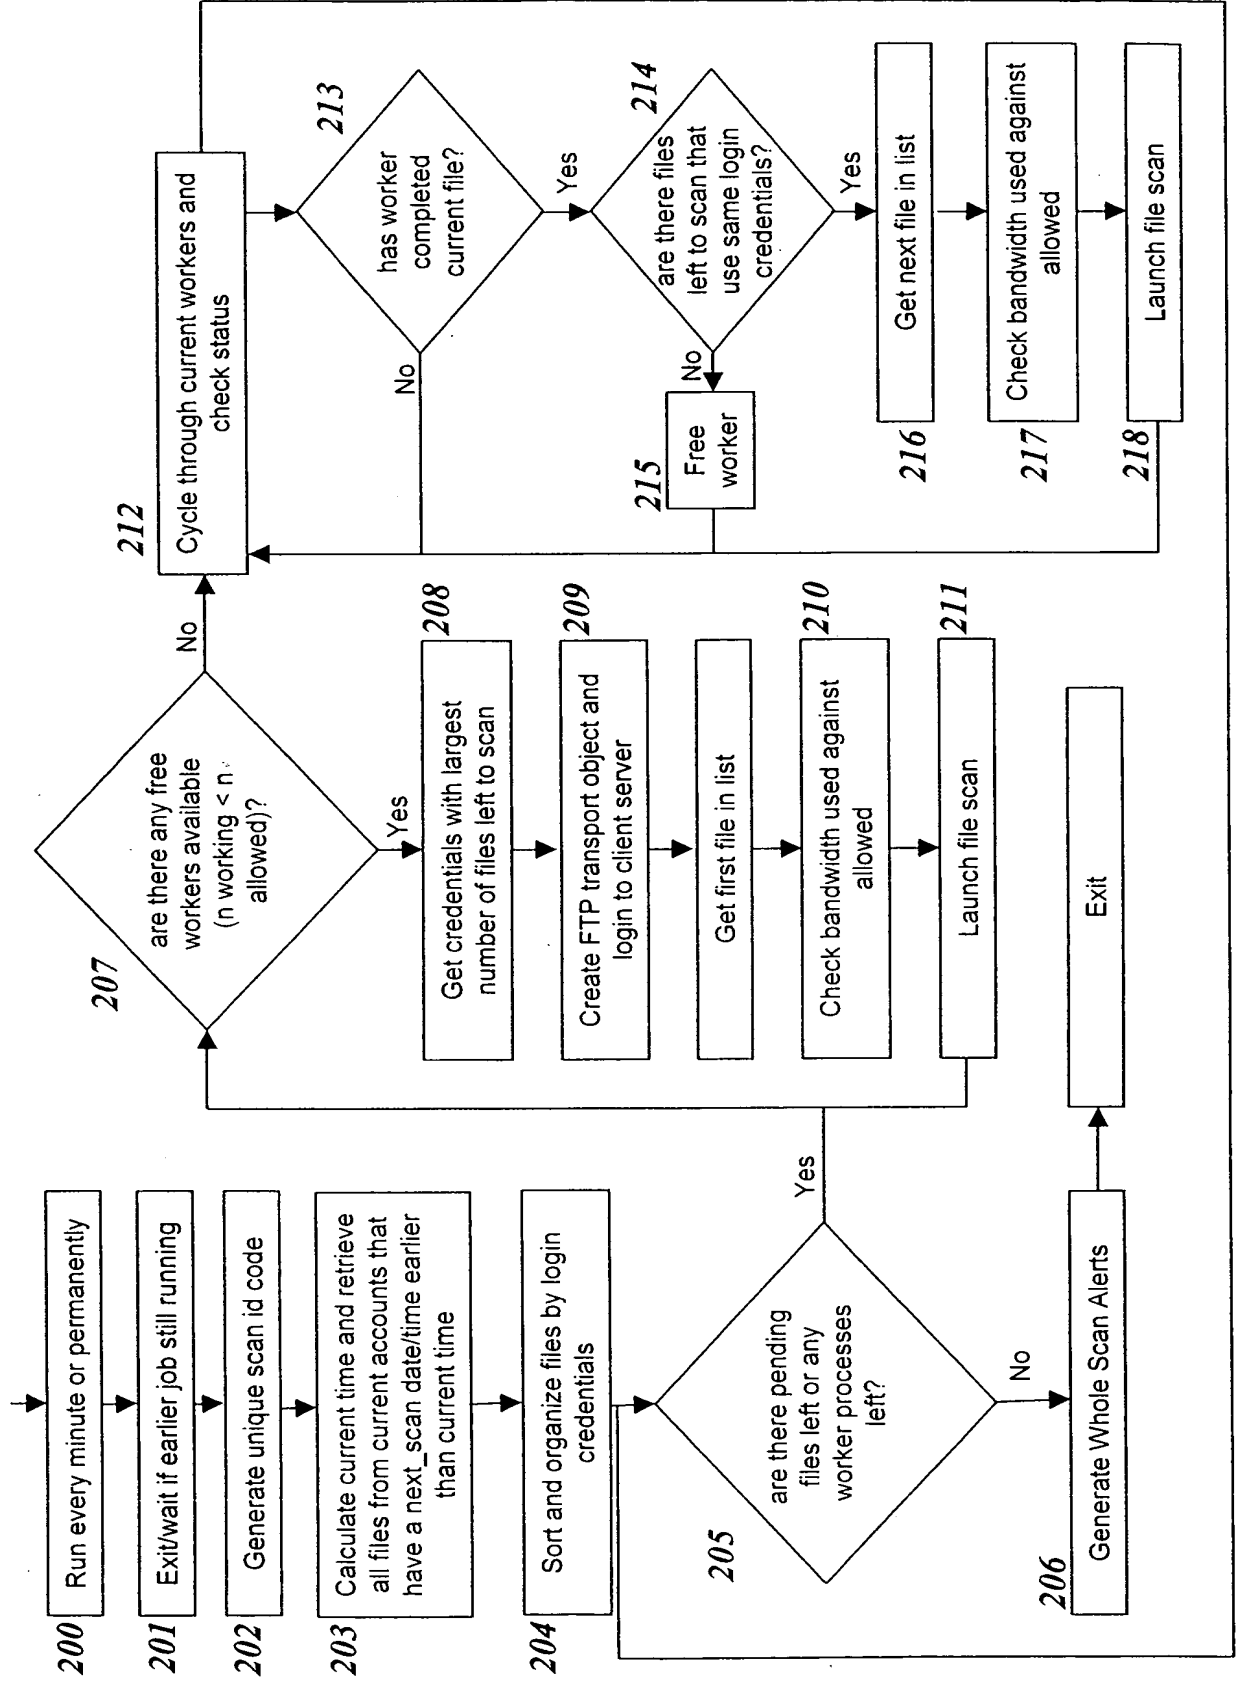 200
Run every minute or permanently
201
Exit/wait if earlier job still running
202
Generate unique scan id code
203
Calculate current time and retrieve
all files from current accounts that
have a next_scan date/time earlier
than current time
204
Sort and organize files by login
credentials
205
are there pending
files left or any
worker processes
left?
Yes
No
206
Generate Whole Scan Alerts
Exit
207
are there any free
workers available
(n working < n
allowed)?
No
Yes
208
Get credentials with largest
number of files left to scan
209
Create FTP transport object and
login to client server
Get first file in list
210
Check bandwidth used against
allowed
211
Launch file scan
212
Cycle through current workers and
check status
213
has worker
completed
current file?
No
Yes
214
are there files
left to scan that
use same login
credentials?
No
Yes
215
Free
worker
216
Get next file in list
217
Check bandwidth used against
allowed
218
Launch file scan